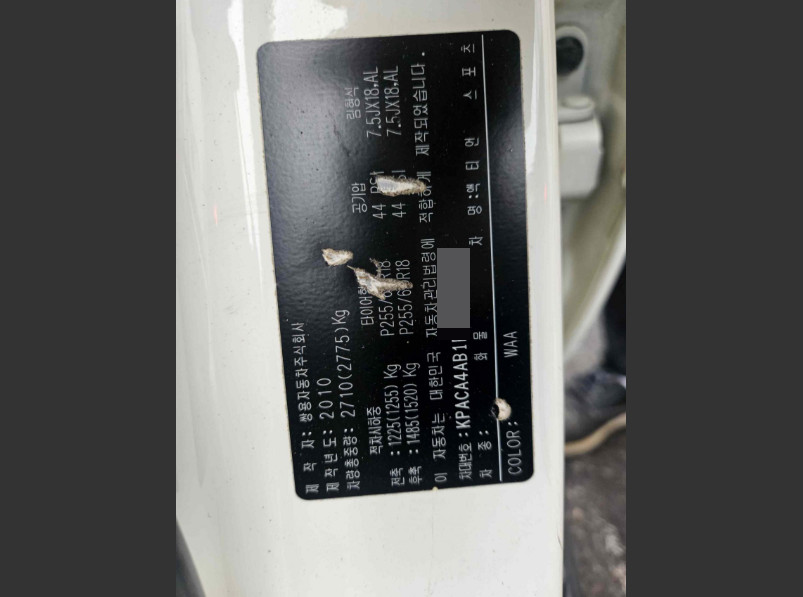 제 작 자: 쌍용자동차주식회사
제작년도: 2010
차량총중량: 2710(2775)Kg
적차시하중 타이어형 공기압 림형식
전축 :1225(1255) Kg P255/ R18 44 PSI 7.5JX18,AL
후축 :1485(1520) Kg P255/6 R18 44 SI 7.5JX18,AL
이 자동차는 대한민국 자동차관리법령에 적합하게 제작되었습니다.
차대번호:KPACA4AB1
차 종: 화 물 차 명:액 티 언 스 포 츠
COLOR: WAA